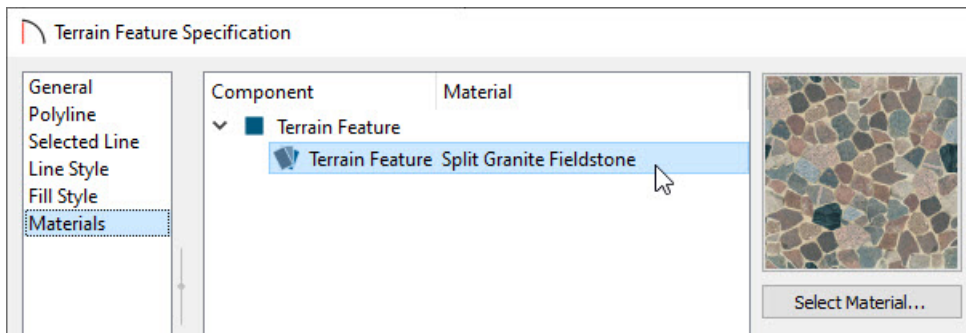 Terrain Feature Specification
General
Polyline
Selected Line
Line Style
Fill Style
Materials
Component Material
Terrain Feature
Terrain Feature Split Granite Fieldstone
Select Material...